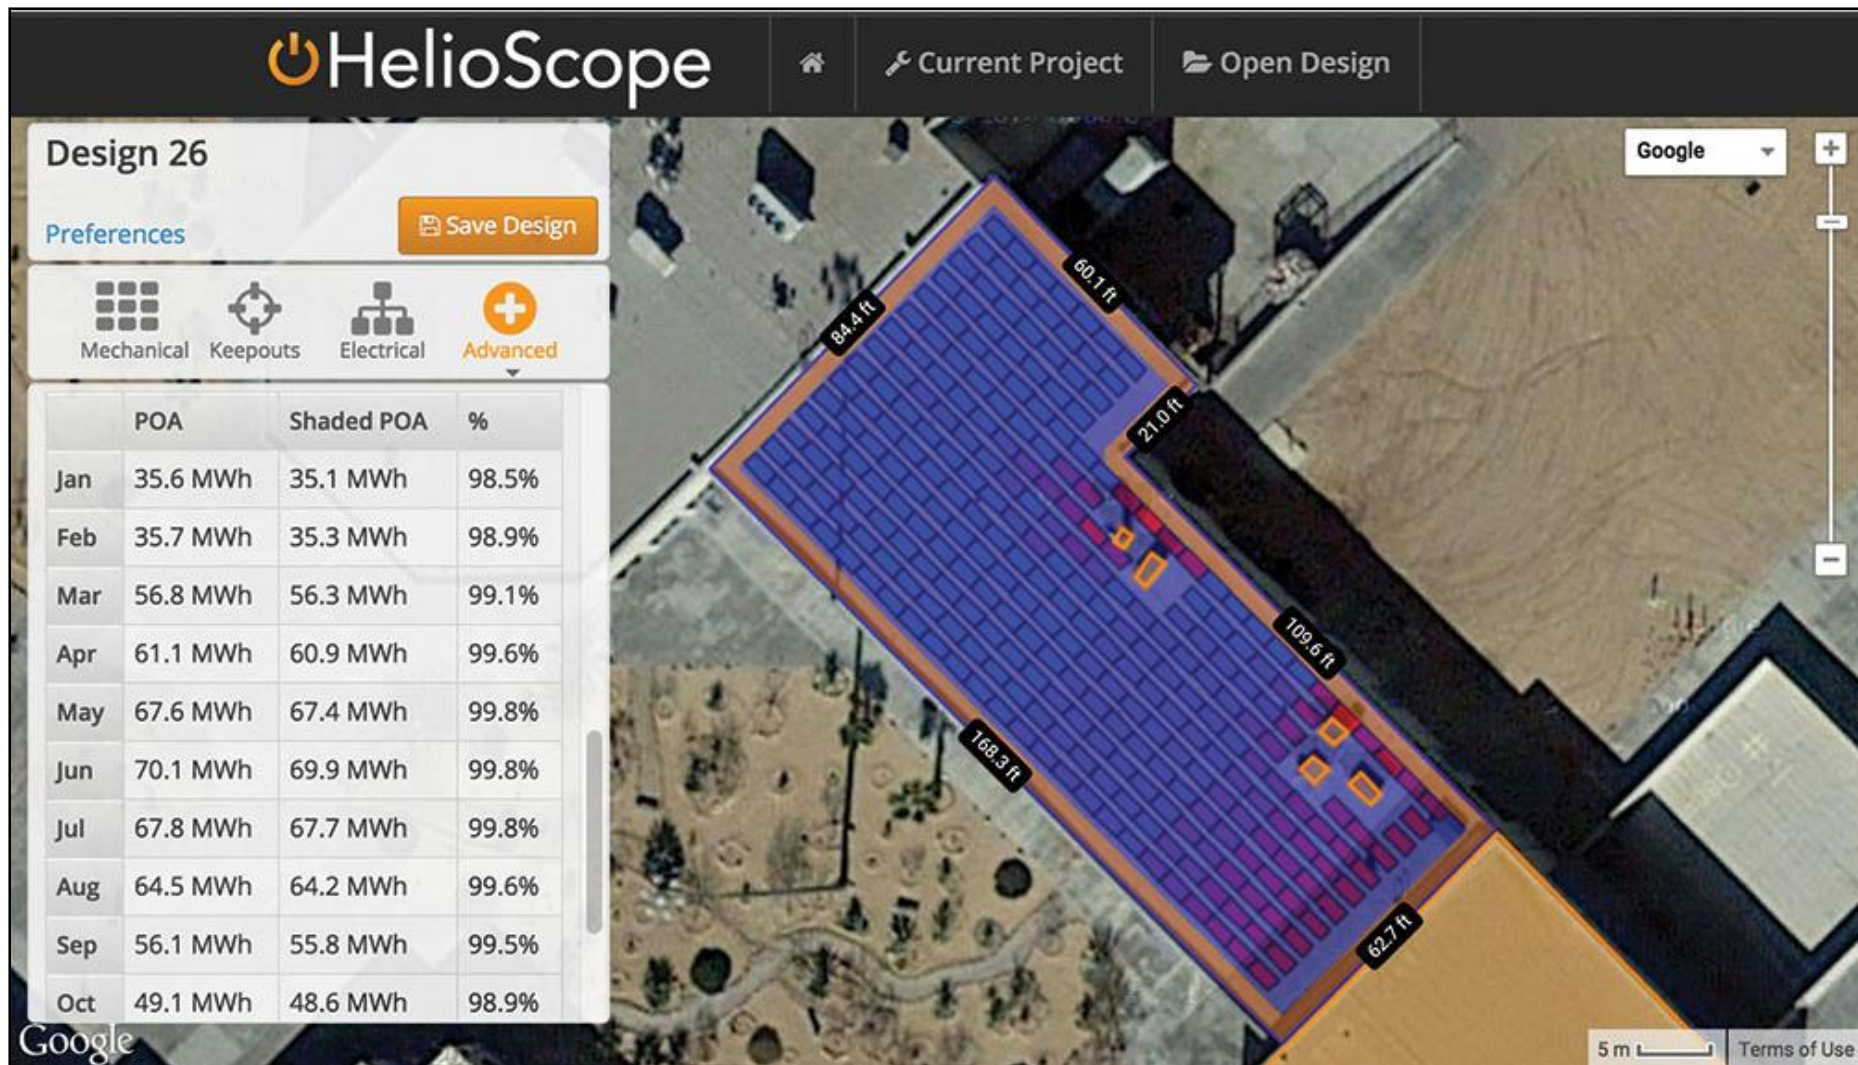 HelioScope
Current Project
Open Design
Design 26
Preferences
Save Design
Mechanical Keepouts Electrical Advanced
POA Shaded POA %
Jan 35.6 MWh 35.1 MWh 98.5%
Feb 35.7 MWh 35.3 MWh 98.9%
Mar 56.8 MWh 56.3 MWh 99.1%
Apr 61.1 MWh 60.9 MWh 99.6%
May 67.6 MWh 67.4 MWh 99.8%
Jun 70.1 MWh 69.9 MWh 99.8%
Jul 67.8 MWh 67.7 MWh 99.8%
Aug 64.5 MWh 64.2 MWh 99.6%
Sep 56.1 MWh 55.8 MWh 99.5%
Oct 49.1 MWh 48.6 MWh 98.9%
Google
Google
84.4 ft
60.1 ft
21.0 ft
109.6 ft
168.3 ft
62.7 ft
5 m
Terms of Use